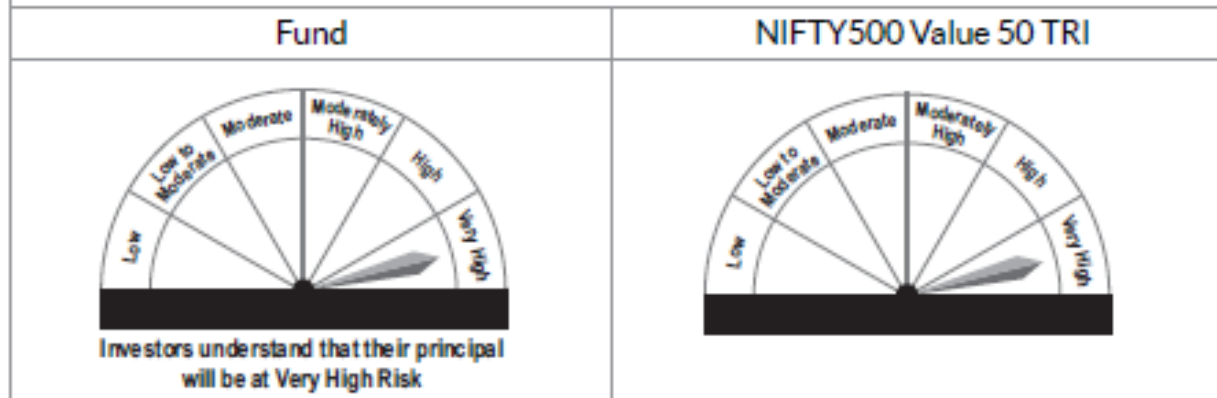 Fund
NIFTY500 Value 50 TRI
Low
Low to
Moderate
Moderate
Moderately
High
High
Very High
Investors understand that their principal
will be at Very High Risk
Low
Low to
Moderate
Moderate
Moderately
High
High
Very High